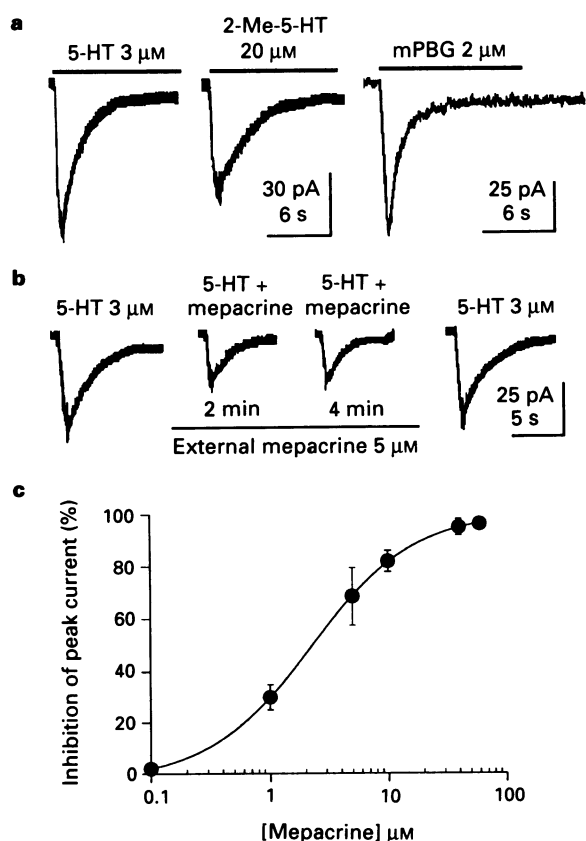 a
2-Me-5-HT
5-HT 3 μM 20 μM mPBG 2 μM
30 pA 25 pA
6 s 6 s
b
5-HT + 5-HT +
5-HT 3 μM mepacrine mepacrine 5-HT 3 μM
25 pA
2 min 4 min 5 s
External mepacrine 5 μM
c
Inhibition of peak current (%)
100
80
60
40
20
0
0.1 1 10 100
[Mepacrine] μM